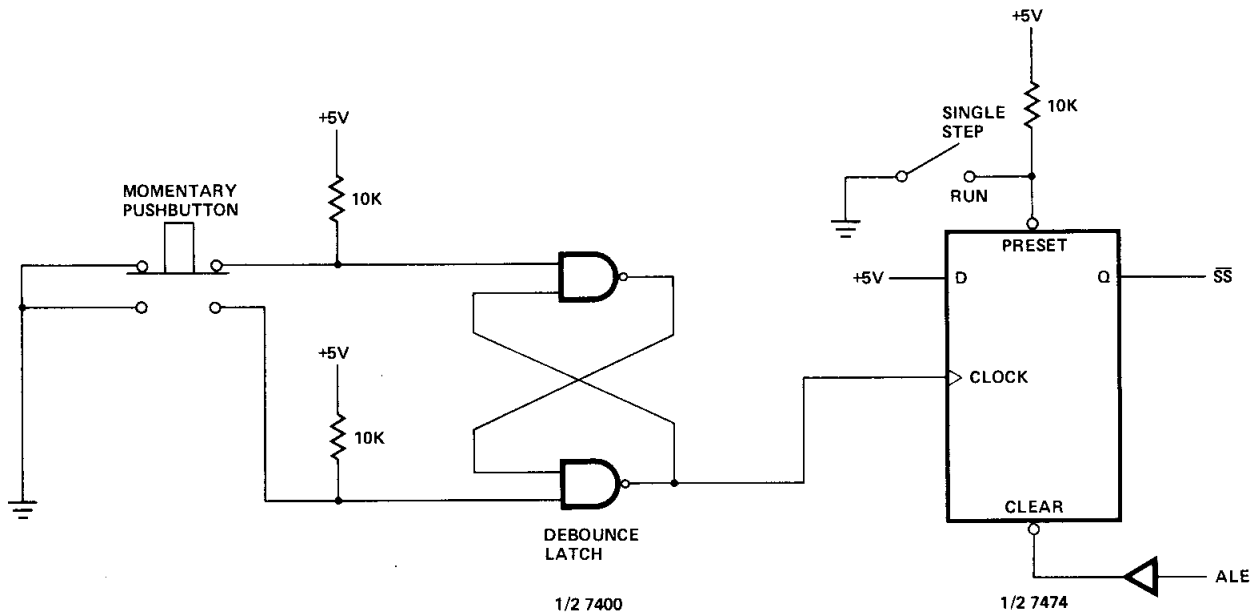 +5V
10K
SINGLE
STEP
RUN
+5V
10K
MOMENTARY
PUSHBUTTON
PRESET
+5V
D
Q
SS
+5V
10K
CLOCK
CLEAR
DEBOUNCE
LATCH
ALE
1/2 7400
1/2 7474